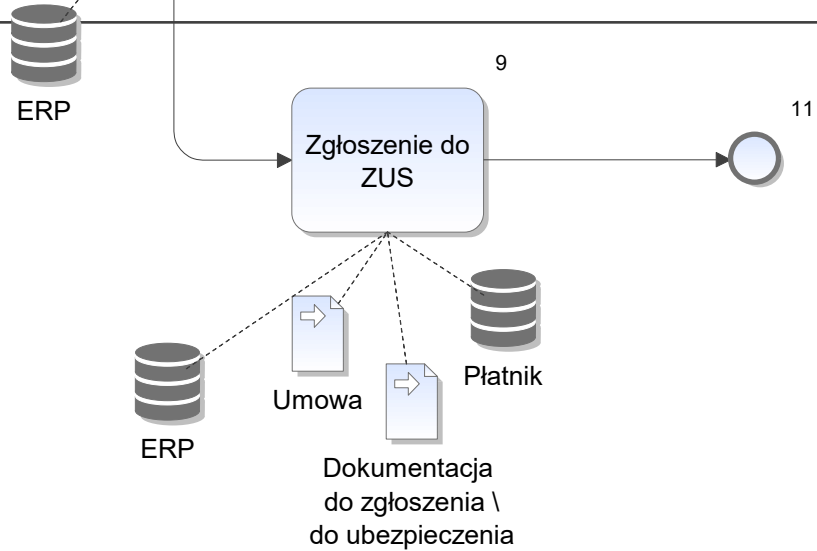 ERP
9
11
Zgłoszenie do
ZUS
Płatnik
Umowa
ERP
Dokumentacja
do zgłoszenia \
do ubezpieczenia